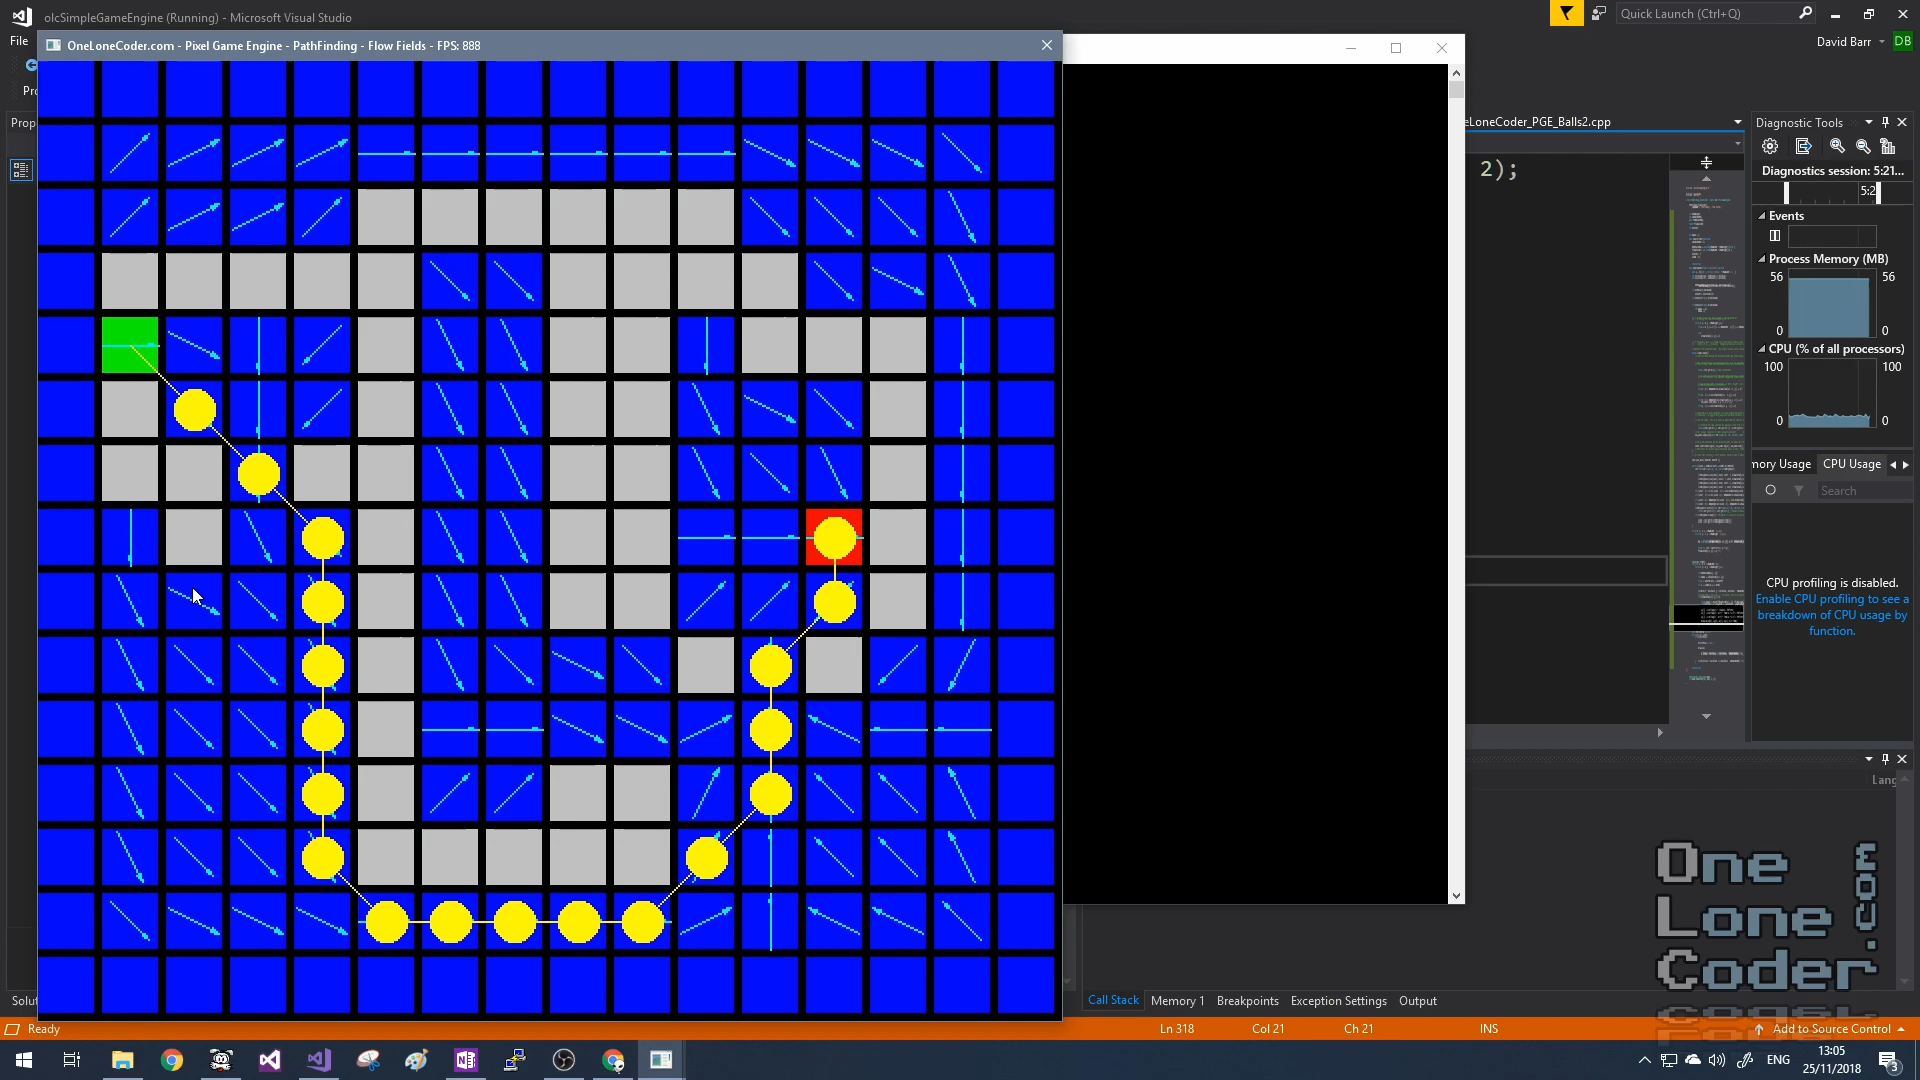 olcSimpleGameEngine (Running) - Microsoft Visual Studio
Quick Launch (Ctrl+Q)
File
David Barr
DB
OneLoneCoder.com - Pixel Game Engine - PathFinding - Flow Fields - FPS: 888
Prop
eLoneCoder_PGE_Balls2.cpp
2);
Diagnostic Tools
Diagnostics session: 5:21...
5:2
Events
Process Memory (MB)
56
56
0
0
CPU (% of all processors)
100
100
0
0
mory Usage
CPU Usage
Search
CPU profiling is disabled.
Enable CPU profiling to see a
breakdown of CPU usage by
function.
Lang
One
Lone
Coder
.com
Solut
Call Stack
Memory 1
Breakpoints
Exception Settings
Output
Ready
Ln 318
Col 21
Ch 21
INS
Add to Source Control
ENG
13:05
25/11/2018
3